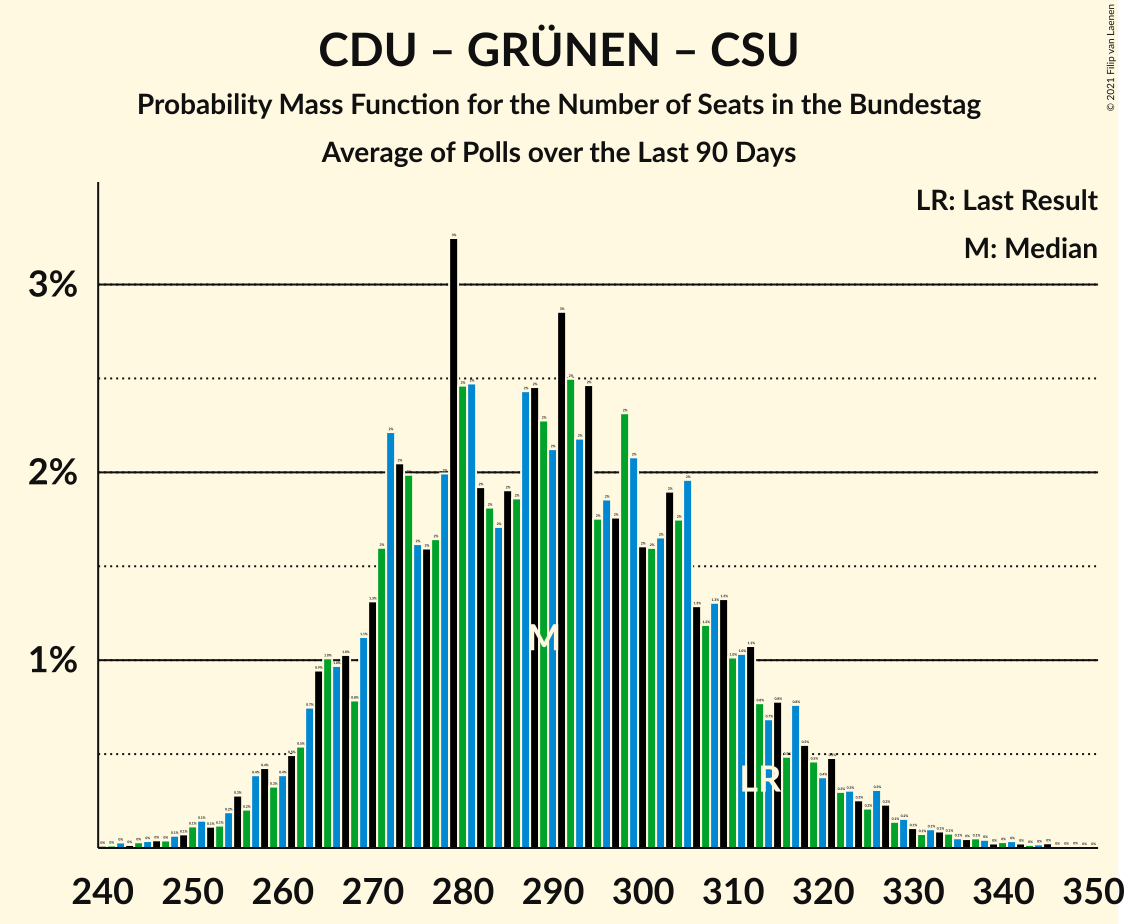 CDU – GRÜNEN – CSU
Probability Mass Function for the Number of Seats in the Bundestag
Average of Polls over the Last 90 Days
© 2021 Filip van Laenen
LR: Last Result
M: Median
3%
2%
1%
M
LR
240 250 260 270 280 290 300 310 320 330 340 350